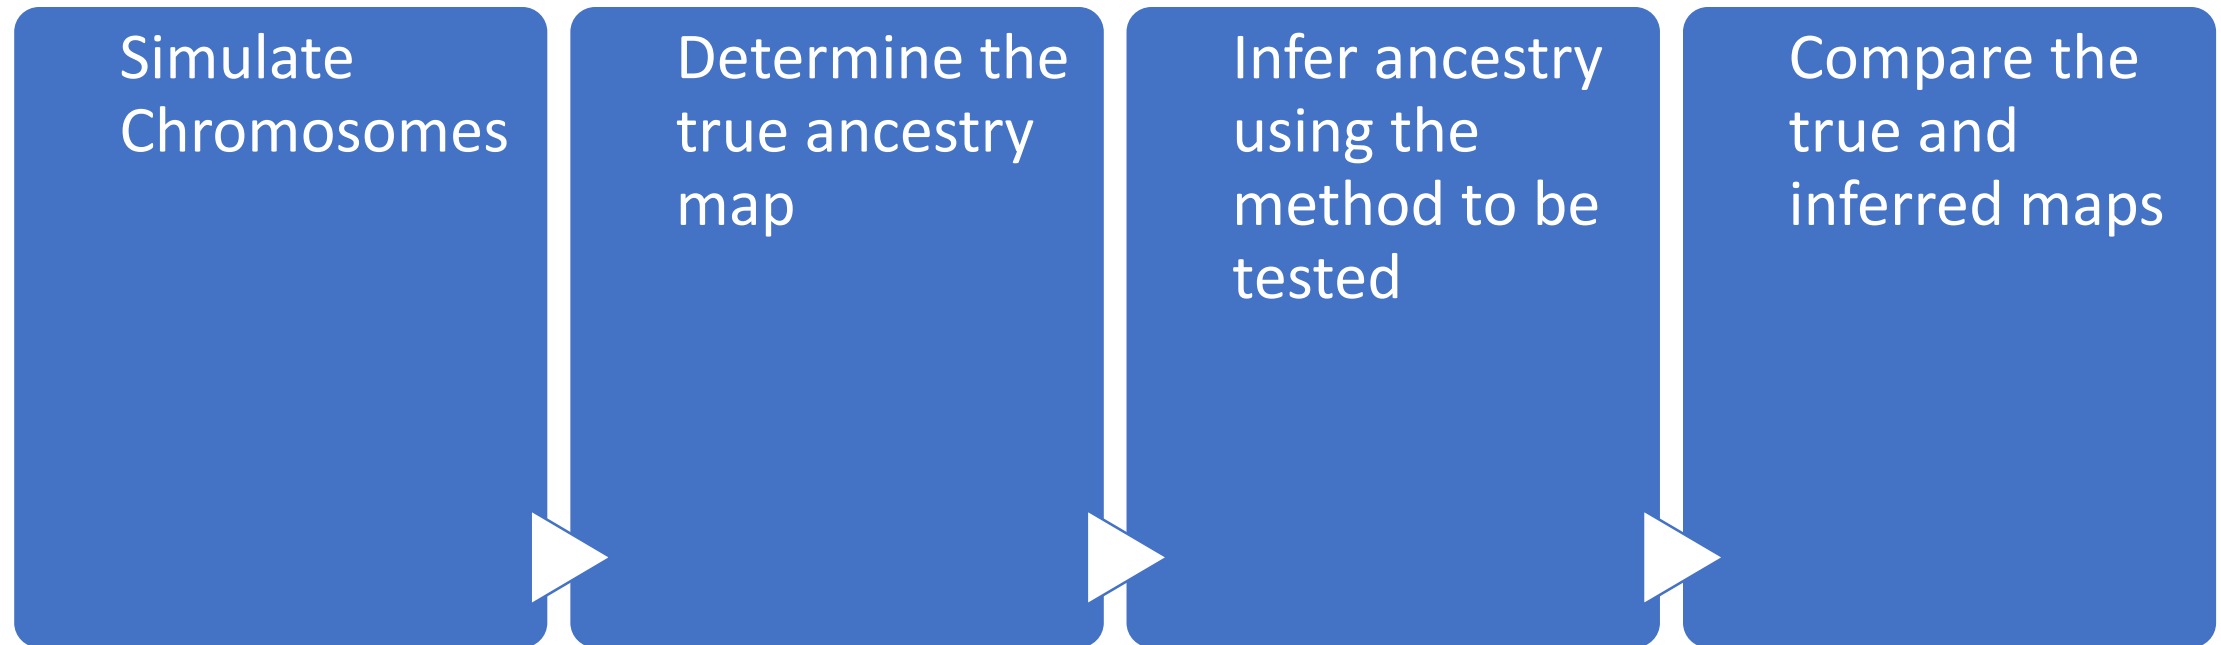 Simulate
Chromosomes
Determine the
true ancestry
map
Infer ancestry
using the
method to be
tested
Compare the
true and
inferred maps